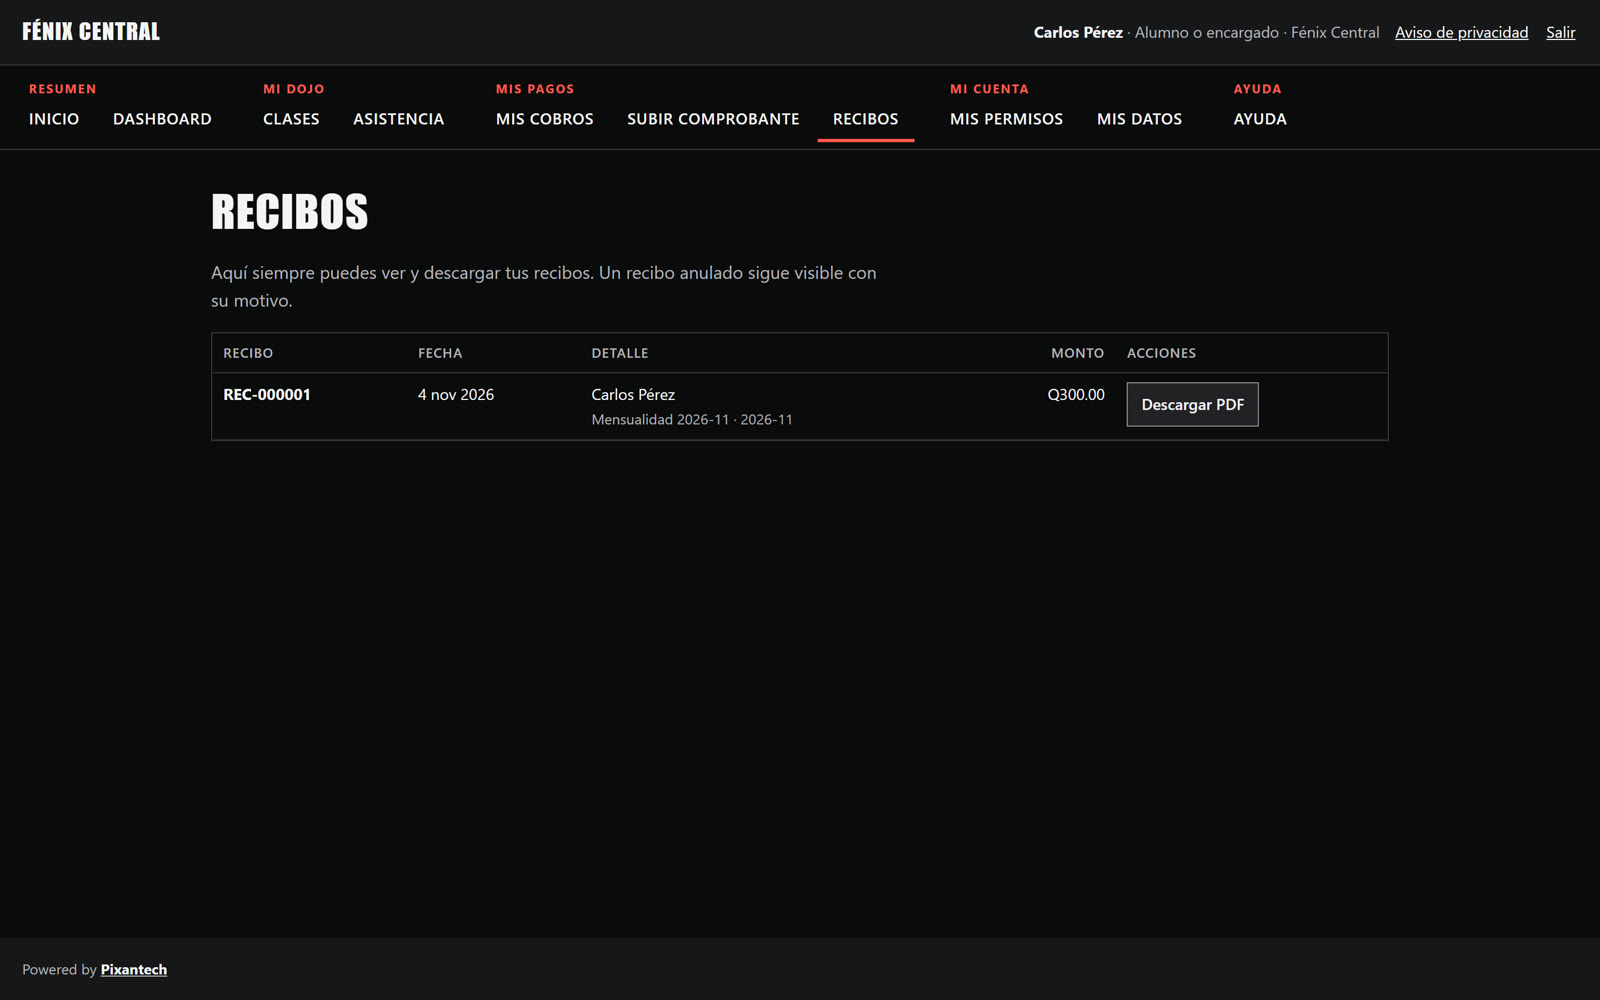 FÉNIX CENTRAL
Carlos Pérez · Alumno o encargado · Fénix Central Aviso de privacidad Salir
RESUMEN MI DOJO MIS PAGOS MI CUENTA AYUDA
INICIO DASHBOARD CLASES ASISTENCIA MIS COBROS SUBIR COMPROBANTE RECIBOS MIS PERMISOS MIS DATOS AYUDA
RECIBOS
Aquí siempre puedes ver y descargar tus recibos. Un recibo anulado sigue visible con
su motivo.
RECIBO FECHA DETALLE MONTO ACCIONES
REC-000001 4 nov 2026 Carlos Pérez Q300.00 Descargar PDF
Mensualidad 2026-11 · 2026-11
Powered by Pixantech